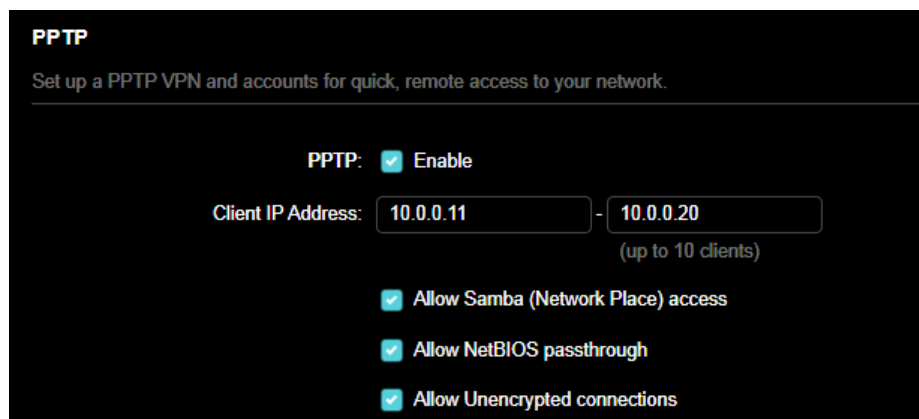 PPTP
Set up a PPTP VPN and accounts for quick, remote access to your network.
PPTP: Enable
Client IP Address: 10.0.0.11 - 10.0.0.20
(up to 10 clients)
Allow Samba (Network Place) access
Allow NetBIOS passthrough
Allow Unencrypted connections